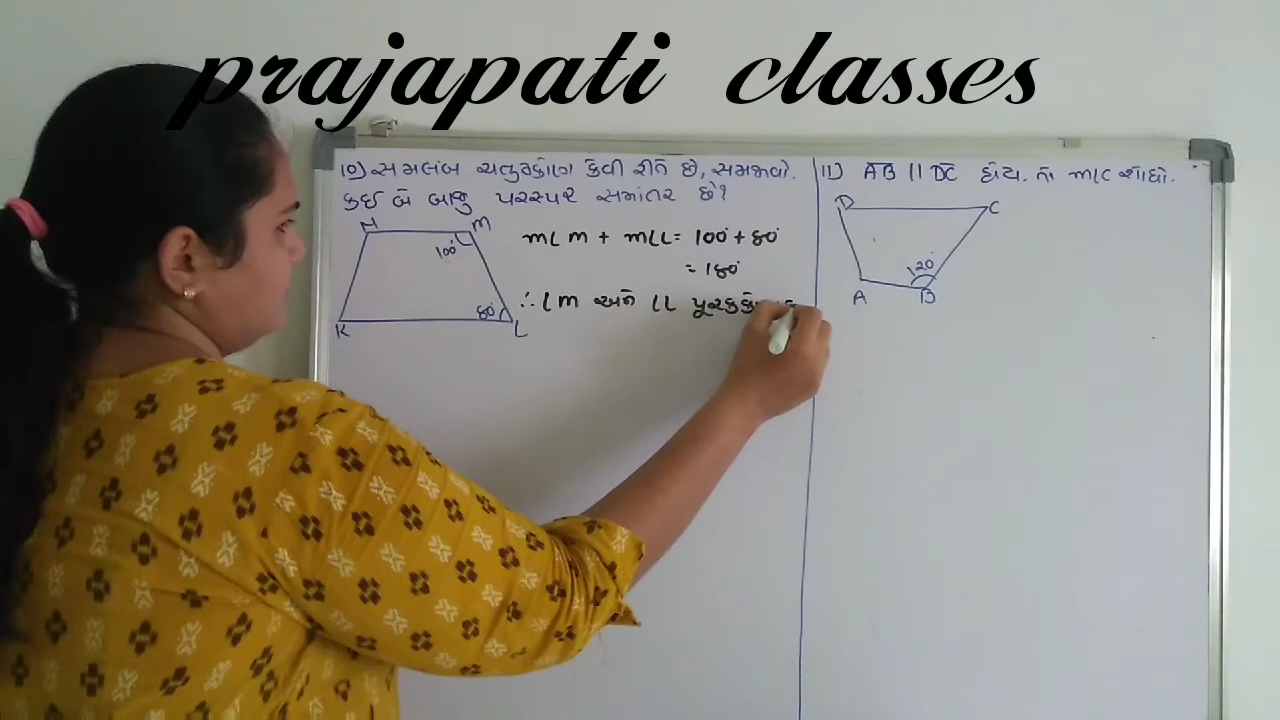 prajapati classes
10) સમલંબ ચતુષ્કોણ કેવી રીતે છે, સમજાવો.
કઈ બે બાજુ પરસ્પર સમાંતર છે?
N
M
100°
80°
K
L
m∠M + m∠L = 100° + 80°
= 180°
∴ ∠M અને ∠L
11) AB || DC હોય. તો m∠C શોધો.
D
C
120°
A
B